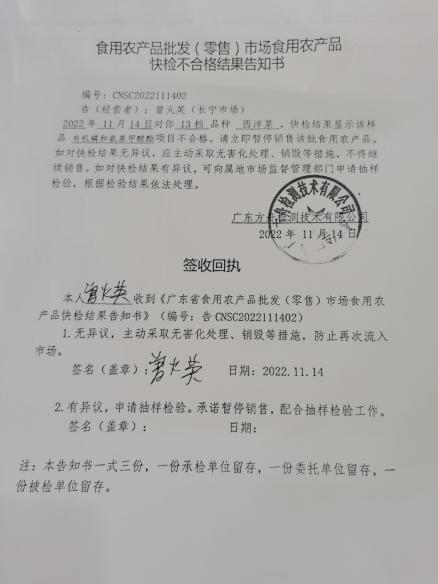 食用农产品批发（零售）市场食用农产品
快检不合格结果告知书
编号：CNSC2022111402
告（经营者）：曾火英（长宁市场）
2022 年 11 月 14 日对你 13 档 品种 西洋菜 ，快检结果显示该样
品 有机磷和氨基甲酸酯 项目不合格。请立即暂停销售该批食用农产品。
如对快检结果无异议，应主动采取无害化处理、销毁等措施，不得继
续销售。如对快检结果有异议，可向属地市场监督管理部门申请抽样
检验，根据检验结果依法处理。
广东方舟检测技术有限公司
2022 年 11 月 14 日
签收回执
本人 曾火英 收到《广东省食用农产品批发（零售）市场食用农
产品快检结果告知书》（编号：告 CNSC2022111402）
1.无异议，主动采取无害化处理、销毁等措施，防止再次流入
市场。
签名（盖章）： 曾火英 日期：2022.11.14
2.有异议，申请抽样检验。承诺暂停销售，配合抽样检验工作。
签名（盖章）： 日期：
注：本告知书一式三份，一份承检单位留存，一份委托单位留存，一
份被检单位留存。